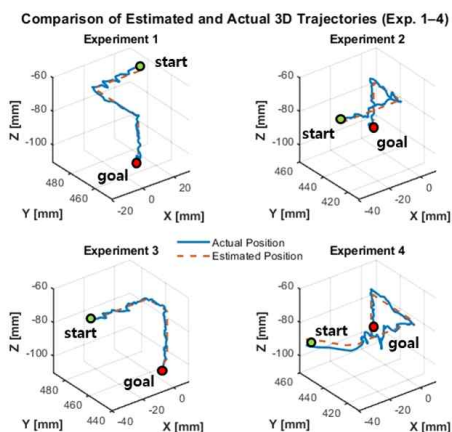 Comparison of Estimated and Actual 3D Trajectories (Exp. 1–4)
Experiment 1
Experiment 2
-60
-80
-100
Z [mm]
start
goal
480
460
Y [mm]
-20
0
20
X [mm]
-60
-80
-100
Z [mm]
start
goal
460
440
420
Y [mm]
-40
-20
0
X [mm]
Actual Position
Estimated Position
Experiment 3
Experiment 4
-60
-80
-100
Z [mm]
start
goal
480
460
440
Y [mm]
-40
-20
0
X [mm]
-60
-80
-100
Z [mm]
start
goal
460
440
420
Y [mm]
-40
-20
0
X [mm]